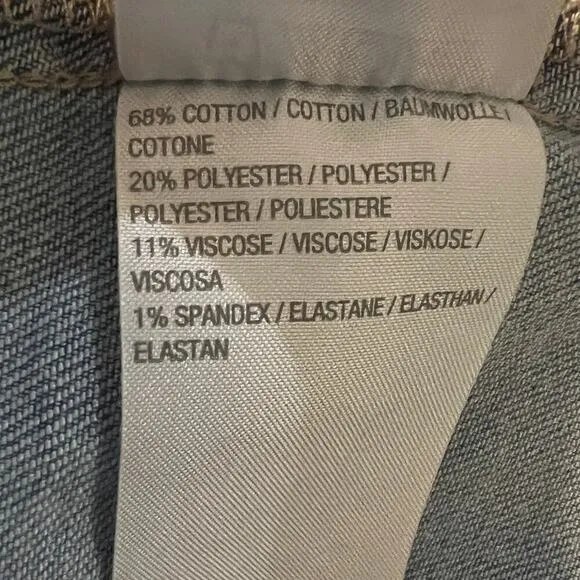 68% COTTON / COTTON / BAUMWOLLE /
COTONE
20% POLYESTER / POLYESTER /
POLYESTER / POLIESTERE
11% VISCOSE / VISCOSE / VISKOSE /
VISCOSA
1% SPANDEX / ELASTANE / ELASTHAN /
ELASTAN